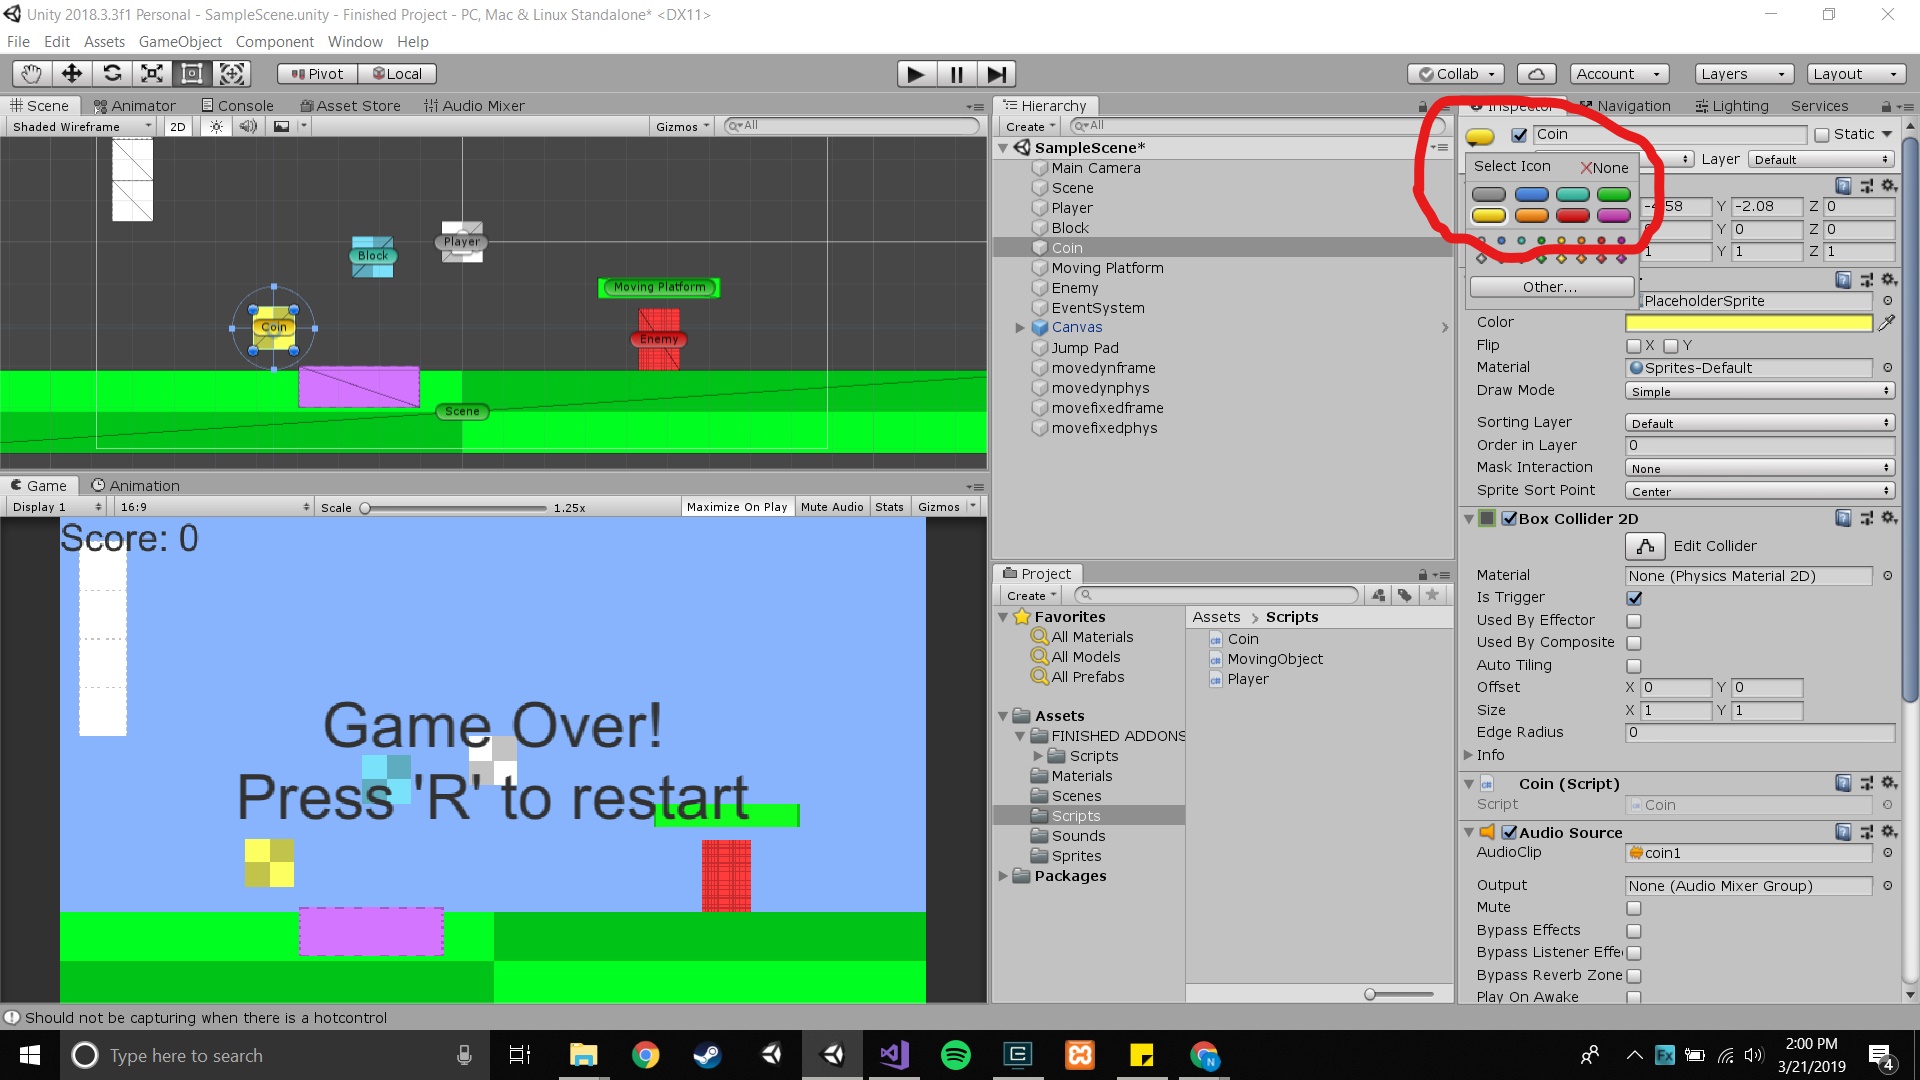 Unity 2018.3.3f1 Personal - SampleScene.unity - Finished Project - PC, Mac & Linux Standalone* <DX11>
File Edit Assets GameObject Component Window Help
Pivot Local Collab Account Layers Layout
Scene Animator Console Asset Store Audio Mixer
Shaded Wireframe 2D Gizmos All
Player
Block
Moving Platform
Coin
Enemy
Scene
Game Animation
Display 1 16:9 Scale 1.25x Maximize On Play Mute Audio Stats Gizmos
Score: 0
Game Over!
Press 'R' to restart
Hierarchy
Create All
SampleScene*
Main Camera
Scene
Player
Block
Coin
Moving Platform
Enemy
EventSystem
Canvas
Jump Pad
movedynframe
movedynphys
movefixedframe
movefixedphys
Project
Create
Favorites
All Materials
All Models
All Prefabs
Assets
FINISHED ADDONS
Scripts
Materials
Scenes
Scripts
Sounds
Sprites
Packages
Assets Scripts
Coin
MovingObject
Player
Inspector Navigation Lighting Services
Coin Static
Layer Default
Select Icon None
-4.58 Y -2.08 Z 0
Y 0 Z 0
1 Y 1 Z 1
Other...
PlaceholderSprite
Color
Flip X Y
Material Sprites-Default
Draw Mode Simple
Sorting Layer Default
Order in Layer 0
Mask Interaction None
Sprite Sort Point Center
Box Collider 2D
Edit Collider
Material None (Physics Material 2D)
Is Trigger
Used By Effector
Used By Composite
Auto Tiling
Offset X 0 Y 0
Size X 1 Y 1
Edge Radius 0
Info
Coin (Script)
Script Coin
Audio Source
AudioClip coin1
Output None (Audio Mixer Group)
Mute
Bypass Effects
Bypass Listener Effe
Bypass Reverb Zone
Play On Awake
Should not be capturing when there is a hotcontrol
Type here to search
Fx
N
2:00 PM
3/21/2019
4